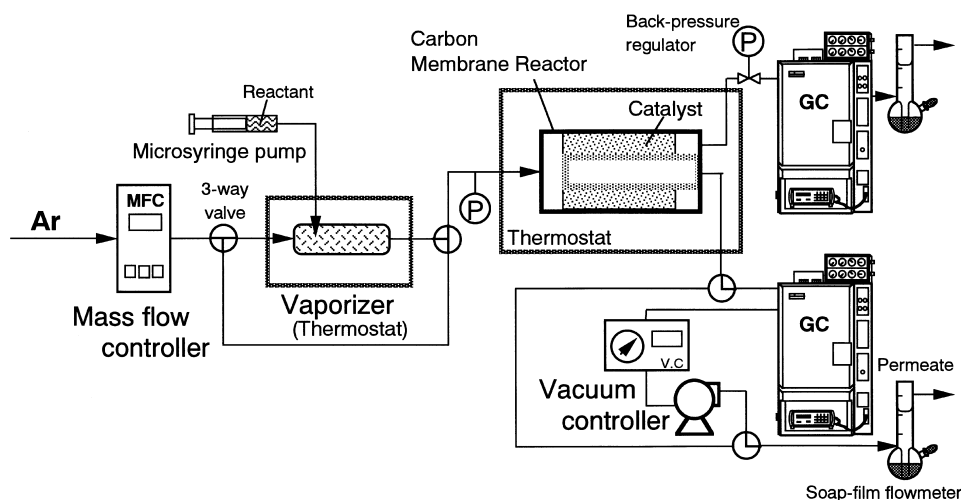 Back-pressure
regulator
P
Carbon
Membrane Reactor
GC
Reactant
Catalyst
Microsyringe pump
3-way
valve
MFC
P
Ar
Thermostat
Vaporizer
(Thermostat)
Mass flow
controller
GC
V.C
Permeate
Vacuum
controller
Soap-film flowmeter